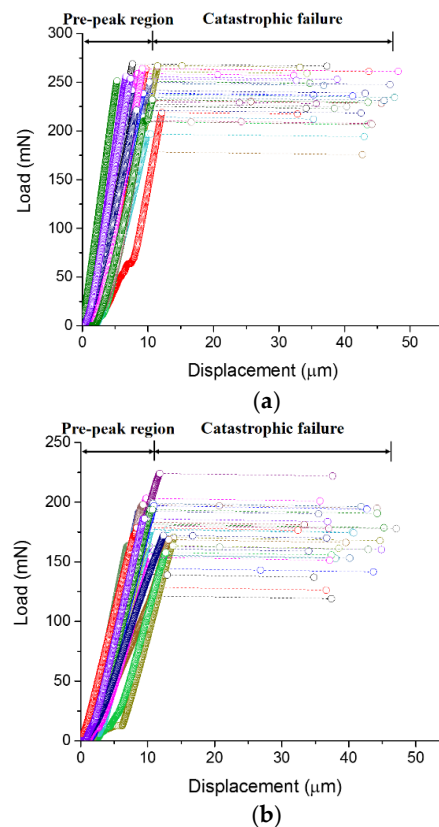 Pre-peak region Catastrophic failure
300
250
200
150
100
50
0
Load (mN)
0 10 20 30 40 50
Displacement (μm)
(a)
Pre-peak region Catastrophic failure
250
200
150
100
50
0
Load (mN)
0 10 20 30 40 50
Displacement (μm)
(b)